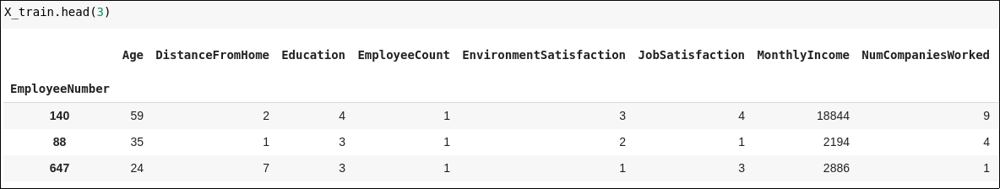 X_train.head(3)
Age DistanceFromHome Education EmployeeCount EnvironmentSatisfaction JobSatisfaction MonthlyIncome NumCompaniesWorked
EmployeeNumber
140 59 2 4 1 3 4 18844 9
88 35 1 3 1 2 1 2194 4
647 24 7 3 1 1 3 2886 1